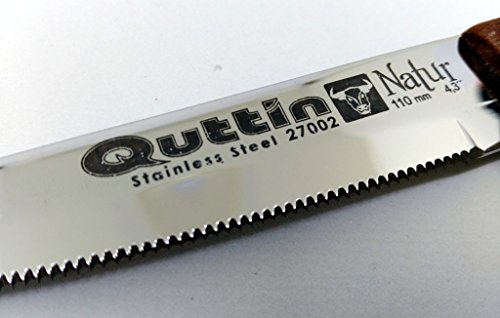 Quttin Natur
Stainless Steel 27002 110 mm 4,3"